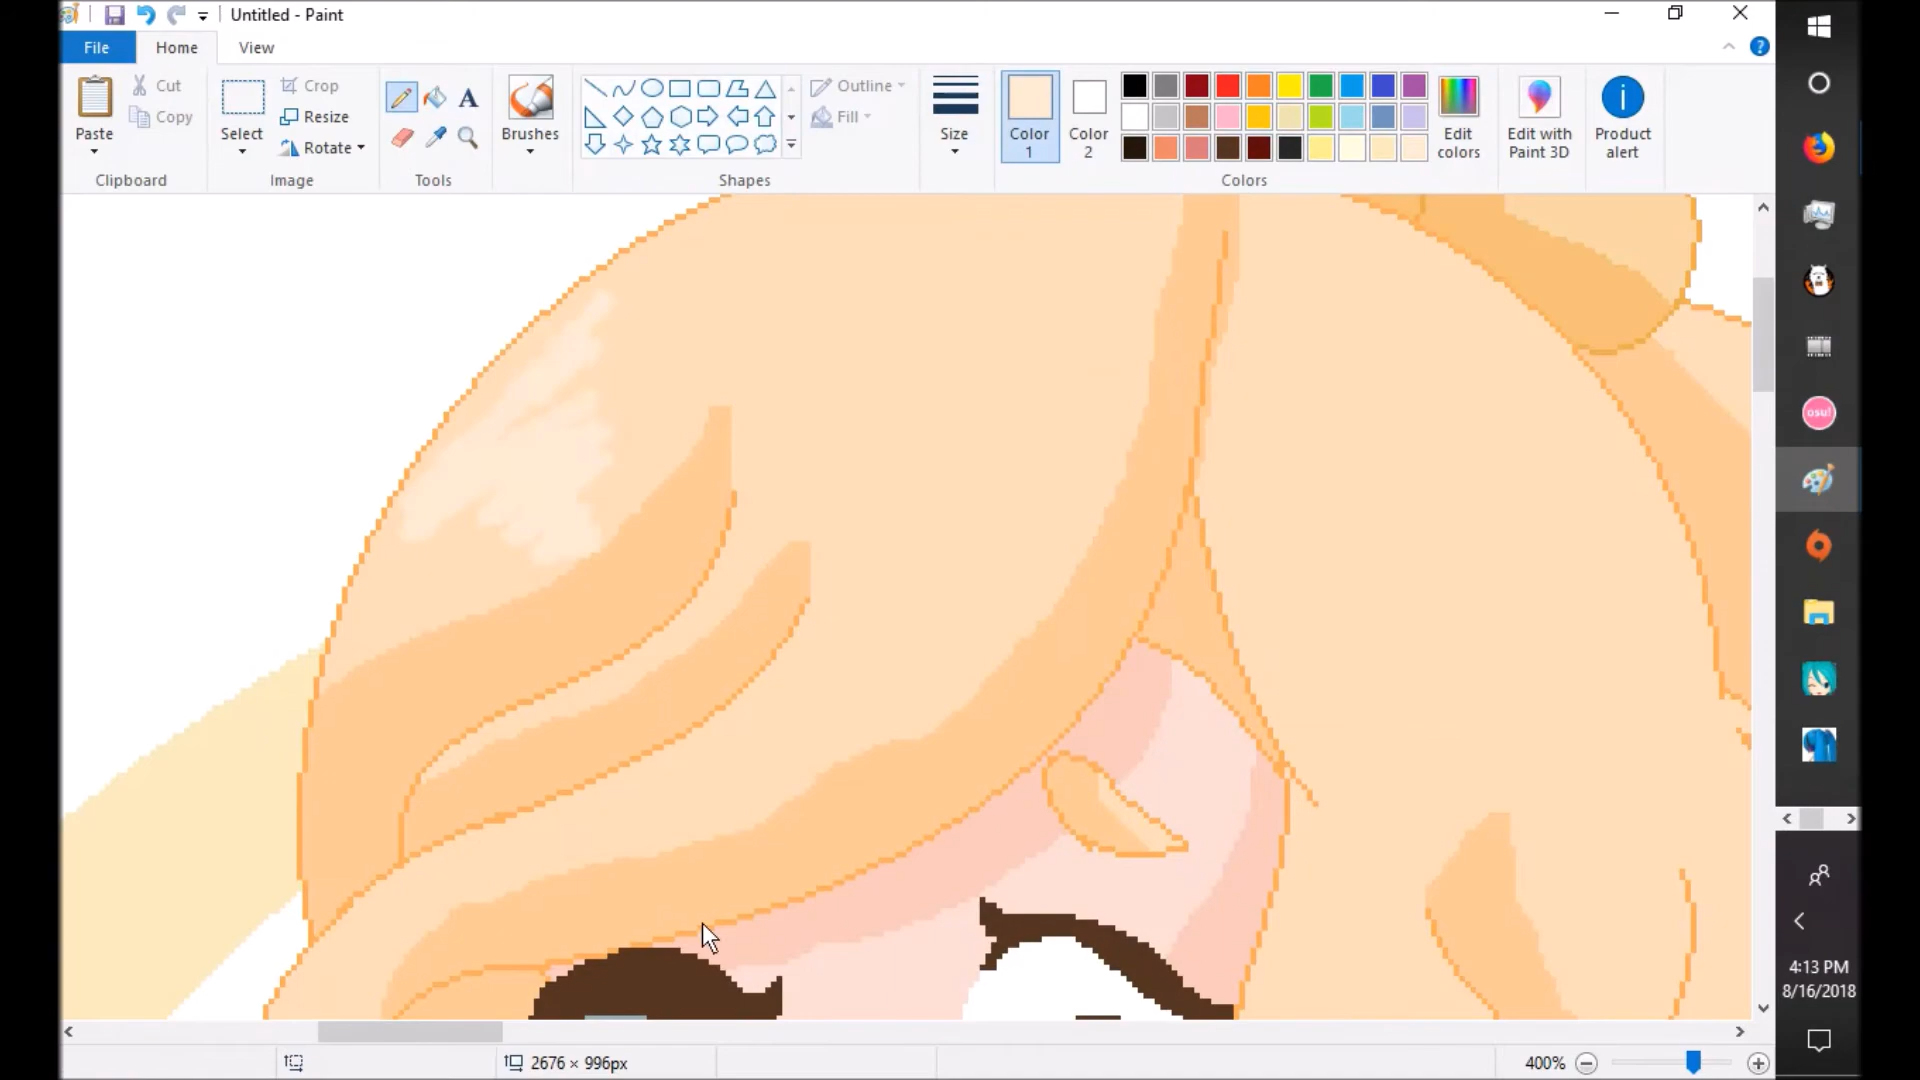 Untitled - Paint
File Home View
Paste
Cut
Copy
Clipboard
Select
Crop
Resize
Rotate
Image
A
Tools
Brushes
Shapes
Outline
Fill
Size
Color 1
Color 2
Edit colors
Colors
Edit with Paint 3D
Product alert
osu!
4:13 PM
8/16/2018
2676 × 996px
400%